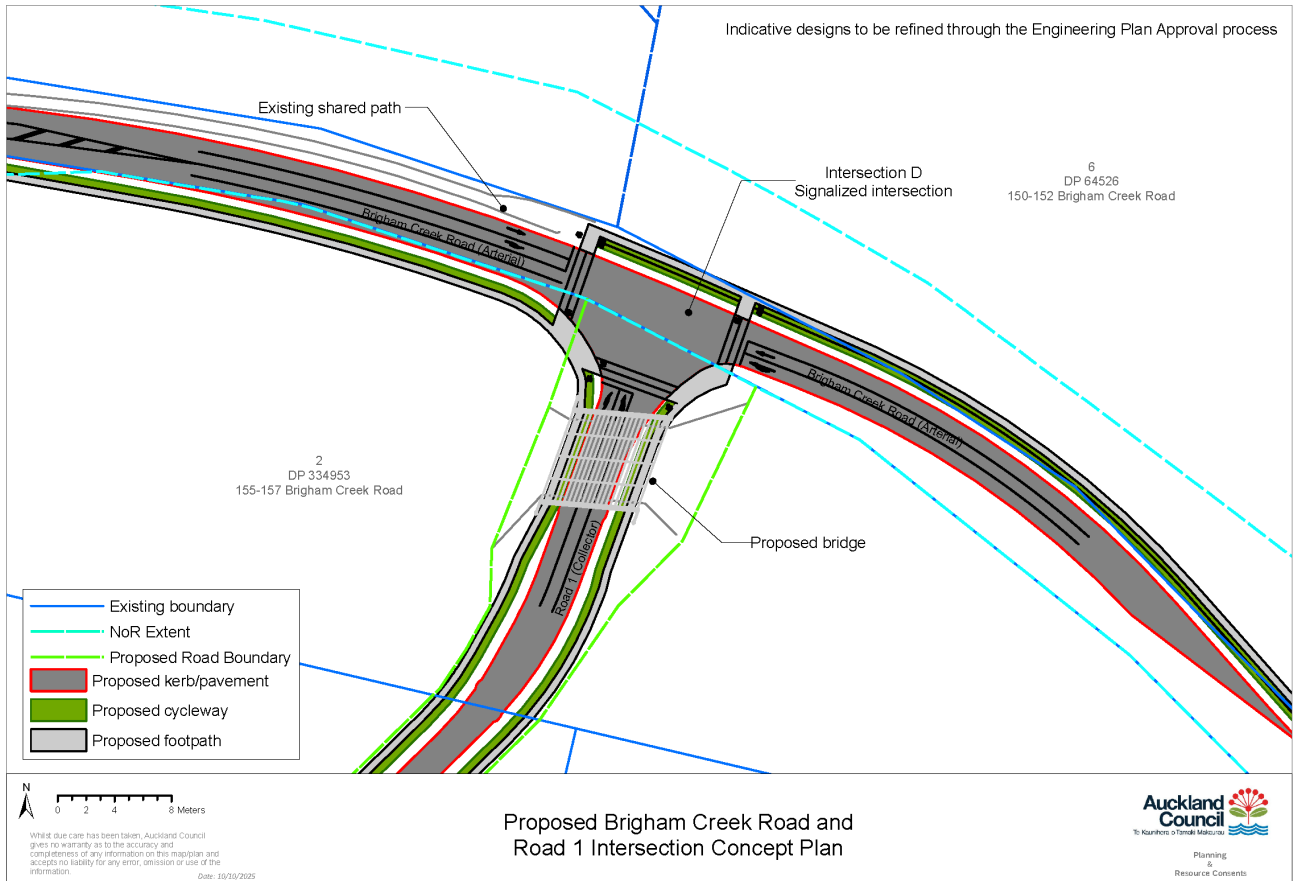 Indicative designs to be refined through the Engineering Plan Approval process
Existing shared path
Intersection D
Signalized intersection
6
DP 64526
150-152 Brigham Creek Road
Brigham Creek Road (Arterial)
Brigham Creek Road (Arterial)
2
DP 334953
155-157 Brigham Creek Road
Proposed bridge
Road 1 (Collector)
Existing boundary
NoR Extent
Proposed Road Boundary
Proposed kerb/pavement
Proposed cycleway
Proposed footpath
N
0 2 4 8 Meters
Whilst due care has been taken, Auckland Council
gives no warranty as to the accuracy and
completeness of any information on this map/plan and
accepts no liability for any error, omission or use of the
information.
Date: 10/10/2025
Proposed Brigham Creek Road and
Road 1 Intersection Concept Plan
Auckland
Council
Te Kaunihera o Tāmaki Makaurau
Planning
&
Resource Consents